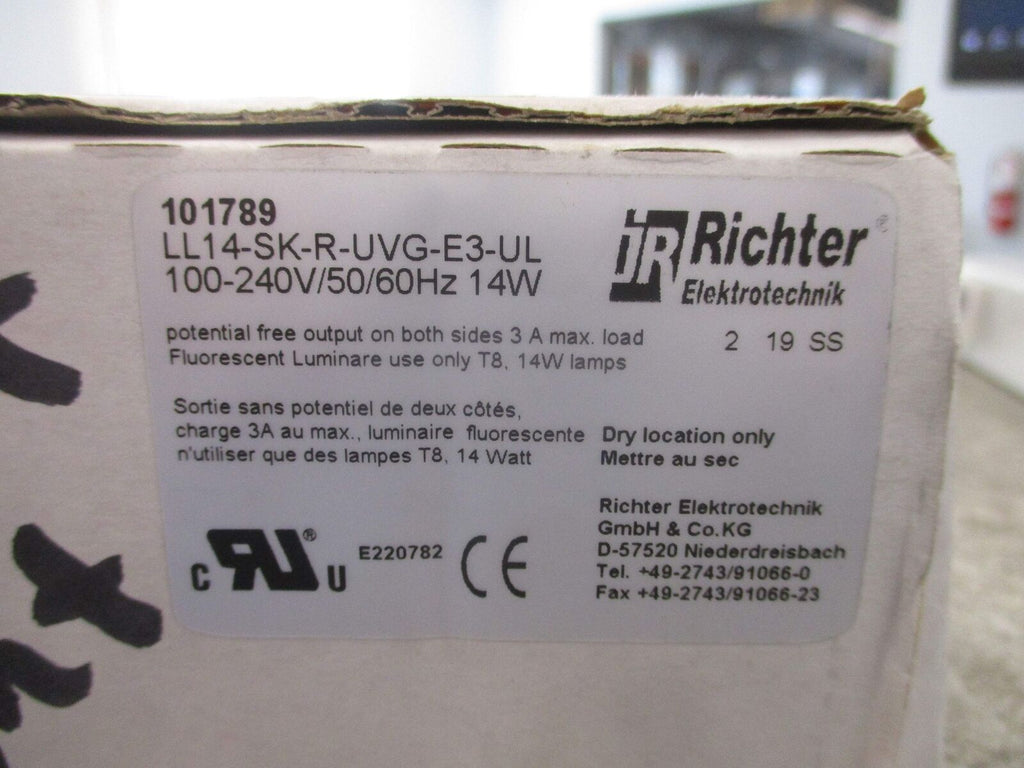 101789
LL14-SK-R-UVG-E3-UL
100-240V/50/60Hz 14W
Richter®
Elektrotechnik
potential free output on both sides 3 A max. load
Fluorescent Luminare use only T8, 14W lamps
2 19 SS
Sortie sans potentiel de deux côtés,
charge 3A au max., luminaire fluorescente
n'utiliser que des lampes T8, 14 Watt
Dry location only
Mettre au sec
Richter Elektrotechnik
GmbH & Co.KG
D-57520 Niederdreisbach
Tel. +49-2743/91066-0
Fax +49-2743/91066-23
C RU® US
E220782
CE